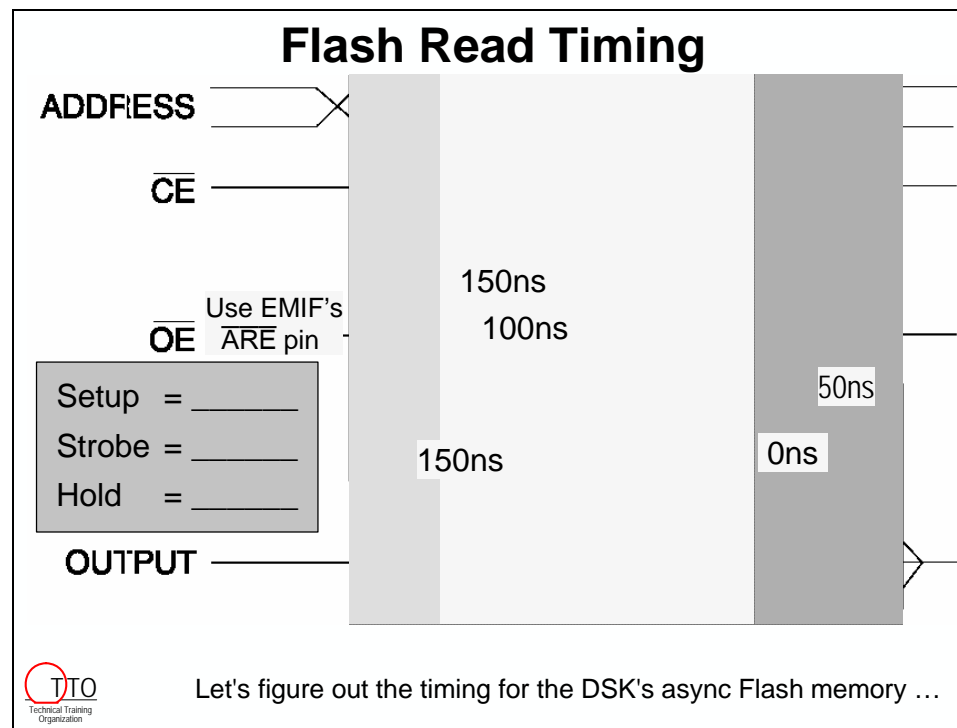 Flash Read Timing
ADDRESS
CE
150ns
Use EMIF's
100ns
OE
ARE pin
50ns
Setup = ______
Strobe = ______
150ns
0ns
Hold = ______
OUTPUT
TTO
Technical Training
Organization
Let's figure out the timing for the DSK's async Flash memory …